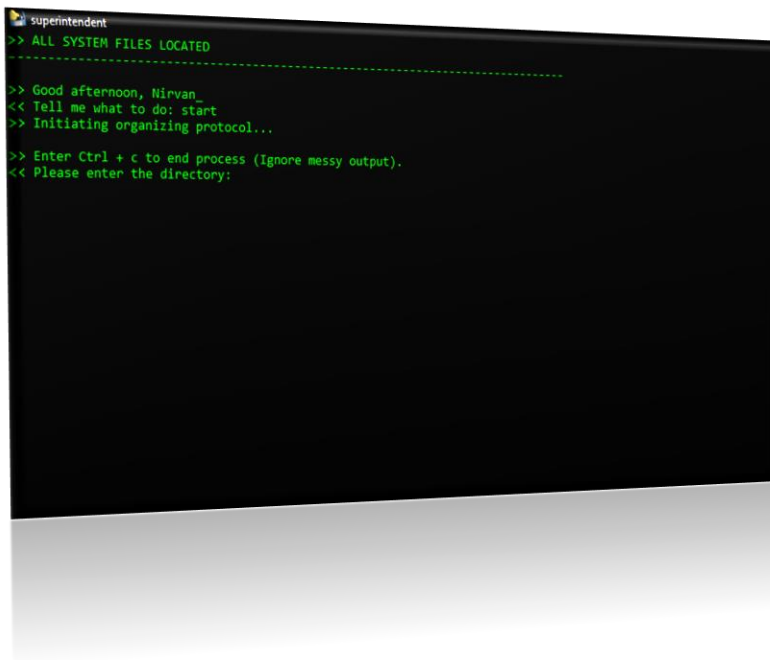 superintendent
>> ALL SYSTEM FILES LOCATED
--------------------------------------------------------------------------------
>> Good afternoon, Nirvan_
<< Tell me what to do: start
>> Initiating organizing protocol...
>> Enter Ctrl + c to end process (Ignore messy output).
<< Please enter the directory: